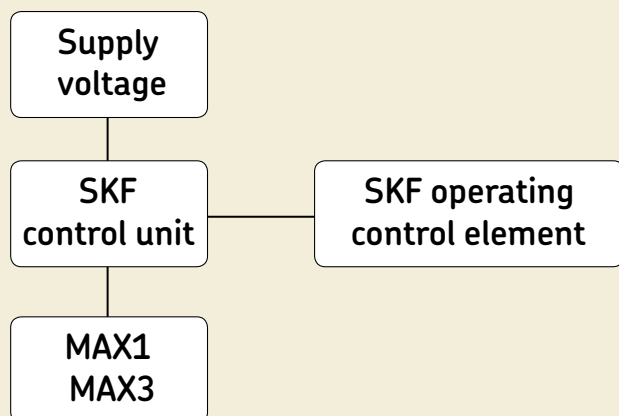 Supply
voltage
SKF
control unit
SKF operating
control element
MAX1
MAX3